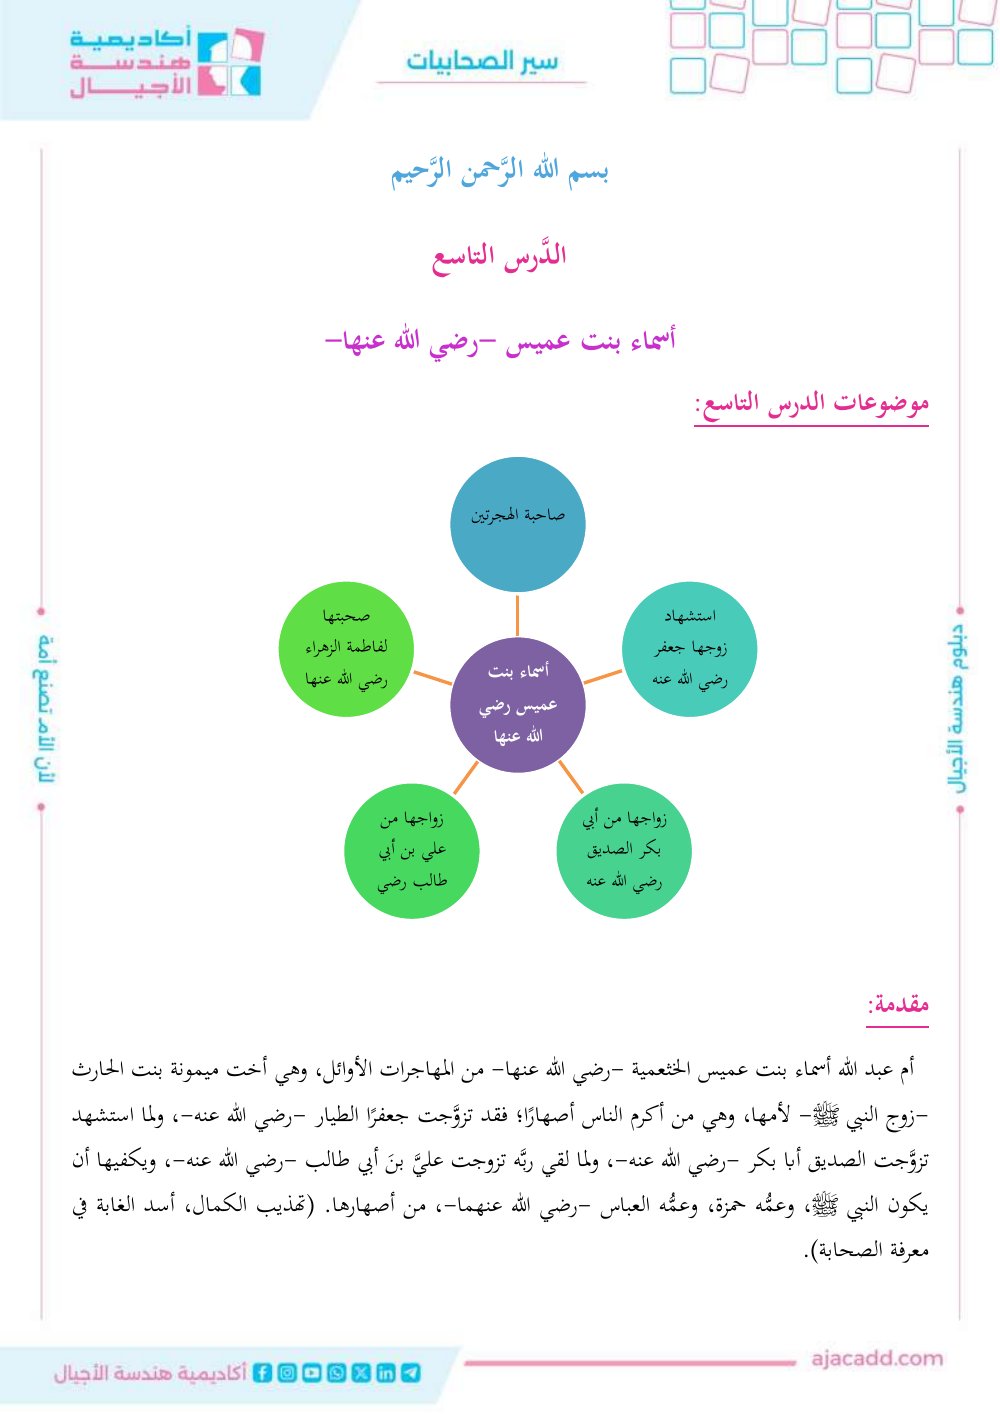 أكاديمية
هندسة
الأجيال
سير الصحابيات
بسم الله الرَّحمن الرَّحيم
الدَّرس التاسع
أسماء بنت عميس –رضي الله عنها–
موضوعات الدرس التاسع:
صاحبة الهجرتين
استشهاد
زوجها جعفر
رضي الله عنه
زواجها من أبي
بكر الصديق
رضي الله عنه
زواجها من
علي بن أبي
طالب رضي
صحبتها
لفاطمة الزهراء
رضي الله عنها
أسماء بنت
عميس رضي
الله عنها
مقدمة:
أم عبد الله أسماء بنت عميس الخثعمية –رضي الله عنها– من المهاجرات الأوائل، وهي أخت ميمونة بنت الحارث
–زوج النبي ﷺ– لأمها، وهي من أكرم الناس أصهارًا؛ فقد تزوَّجت جعفرًا الطيار –رضي الله عنه–، ولما استشهد
تزوَّجت الصديق أبا بكر –رضي الله عنه–، ولما لقي ربَّه تزوجت عليَّ بنَ أبي طالب –رضي الله عنه–، ويكفيها أن
يكون النبي ﷺ، وعمُّه حمزة، وعمُّه العباس –رضي الله عنهما–، من أصهارها. (تهذيب الكمال، أسد الغابة في
معرفة الصحابة).
دبلوم هندسة الأجيال
لأن الأم تصنع أمة
أكاديمية هندسة الأجيال
ajacadd.com